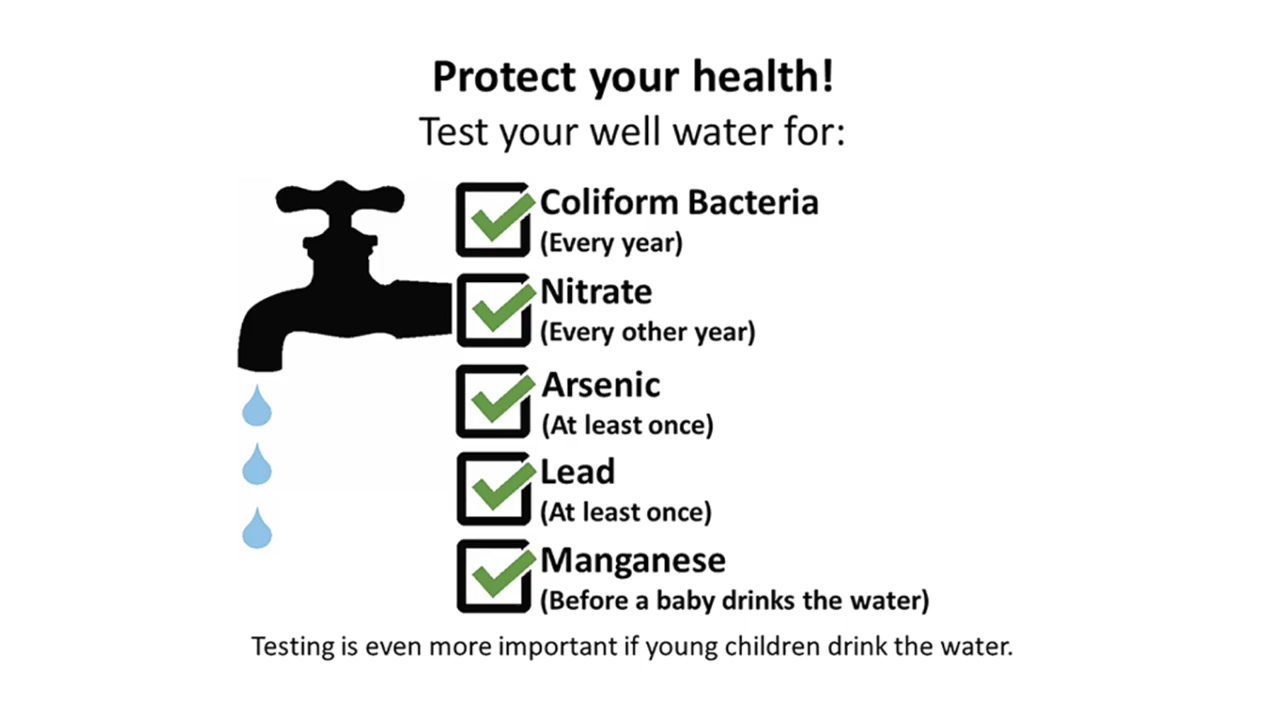 Protect your health!
Test your well water for:
Coliform Bacteria
(Every year)
Nitrate
(Every other year)
Arsenic
(At least once)
Lead
(At least once)
Manganese
(Before a baby drinks the water)
Testing is even more important if young children drink the water.